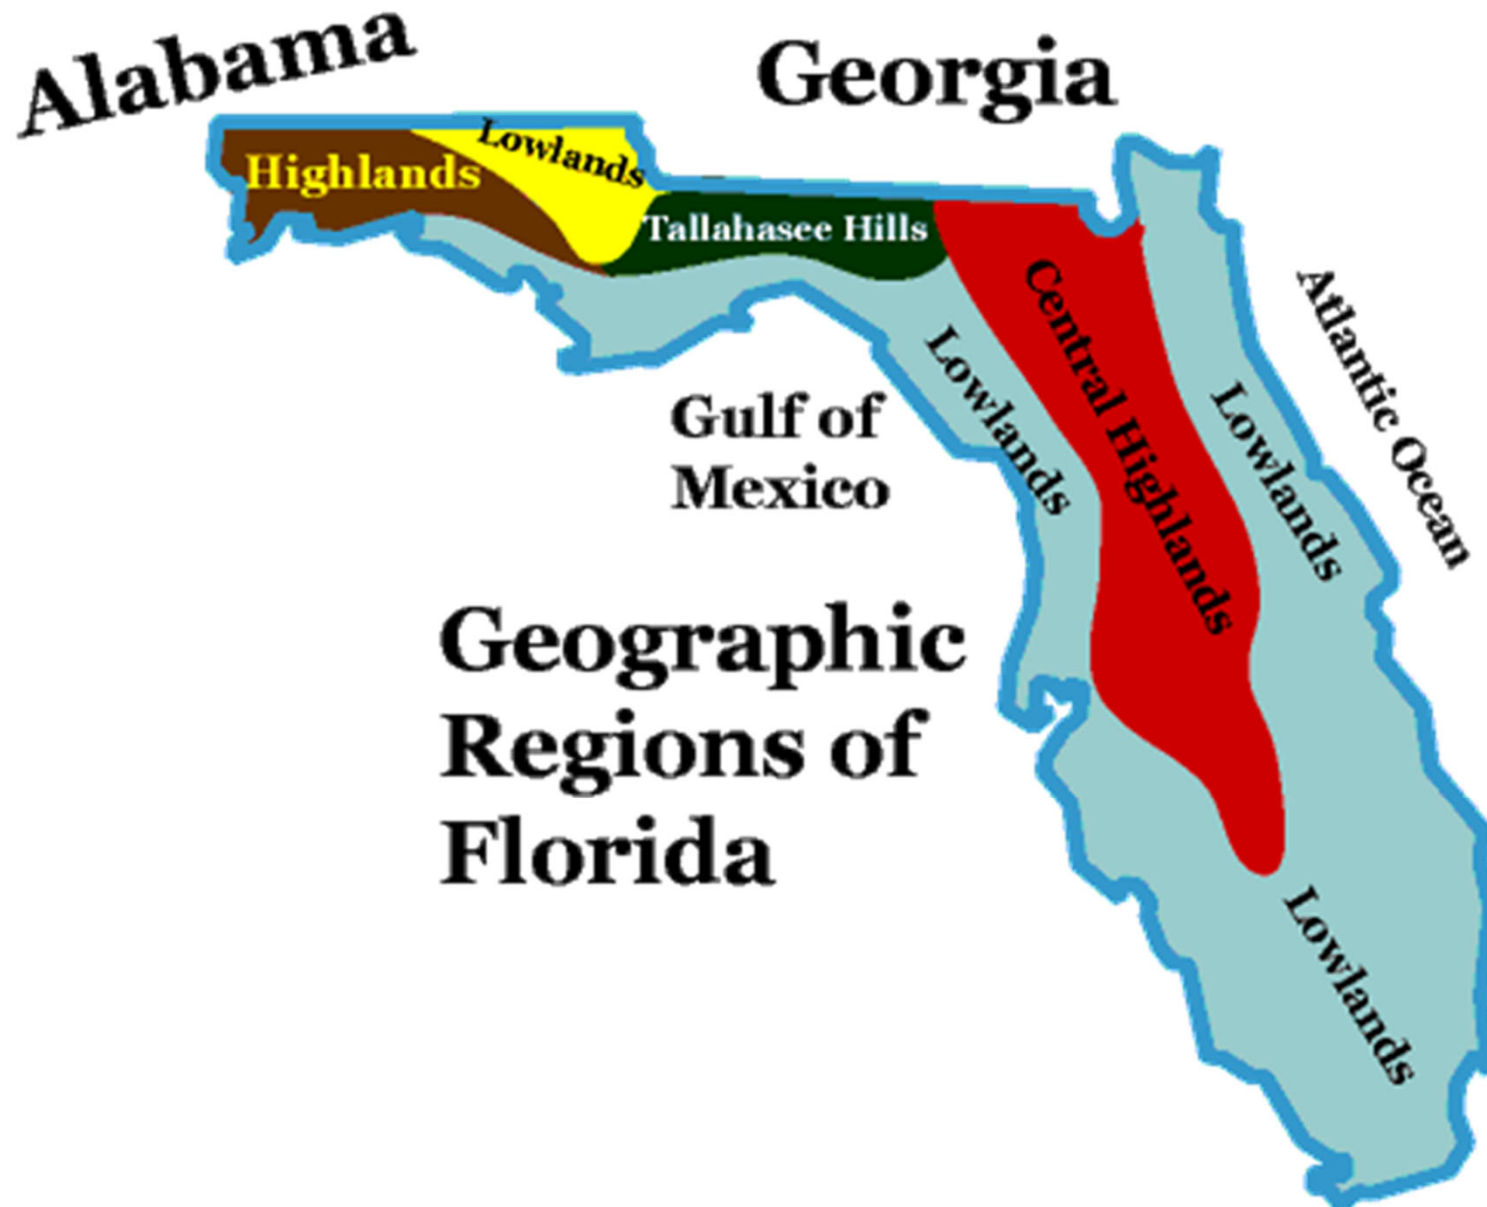 Alabama
Georgia
Highlands
Lowlands
Tallahasee Hills
Central Highlands
Lowlands
Lowlands
Atlantic Ocean
Gulf of
Mexico
Geographic
Regions of
Florida
Lowlands